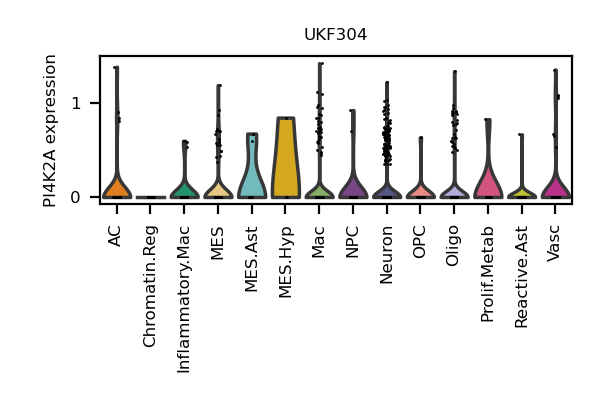 UKF304
PI4K2A expression
1
0
AC
Chromatin.Reg
Inflammatory.Mac
MES
MES.Ast
MES.Hyp
Mac
NPC
Neuron
OPC
Oligo
Prolif.Metab
Reactive.Ast
Vasc